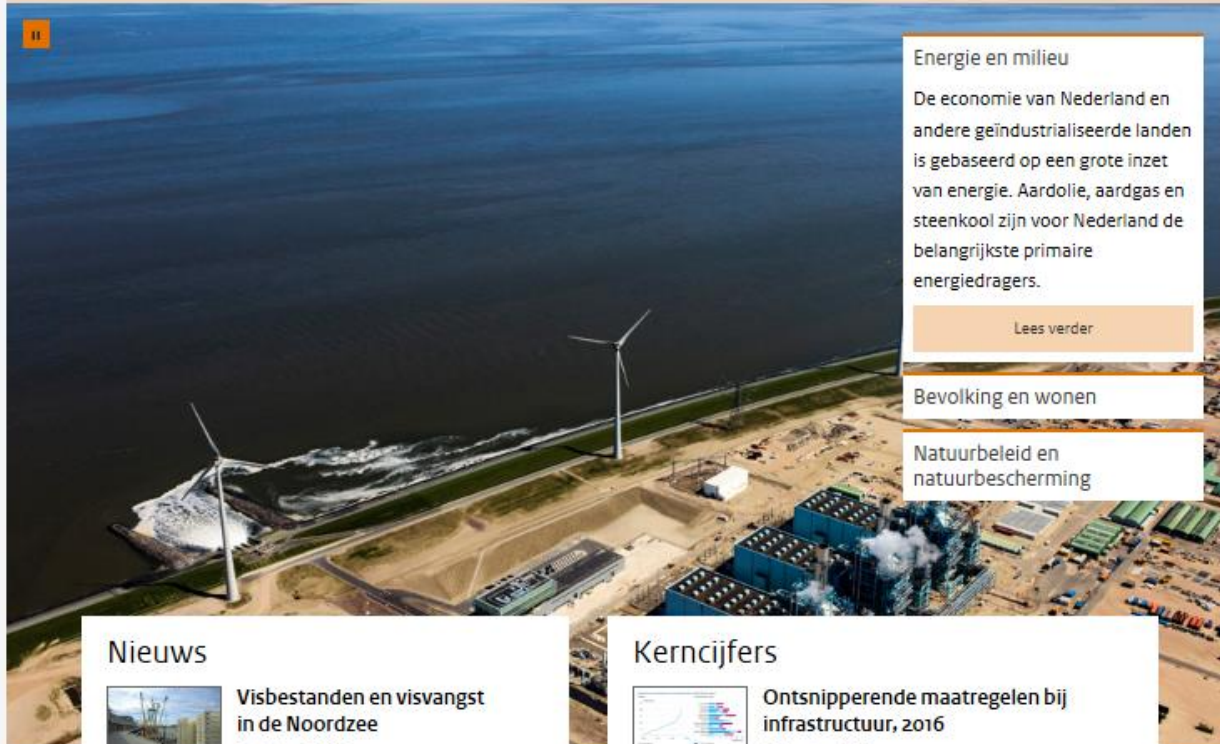 Energie en milieu
De economie van Nederland en
andere geïndustrialiseerde landen
is gebaseerd op een grote inzet
van energie. Aardolie, aardgas en
steenkool zijn voor Nederland de
belangrijkste primaire
energiedragers.
Lees verder
Bevolking en wonen
Natuurbeleid en
natuurbescherming
Nieuws
Visbestanden en visvangst
in de Noordzee
Kerncijfers
Ontsnipperende maatregelen bij
infrastructuur, 2016